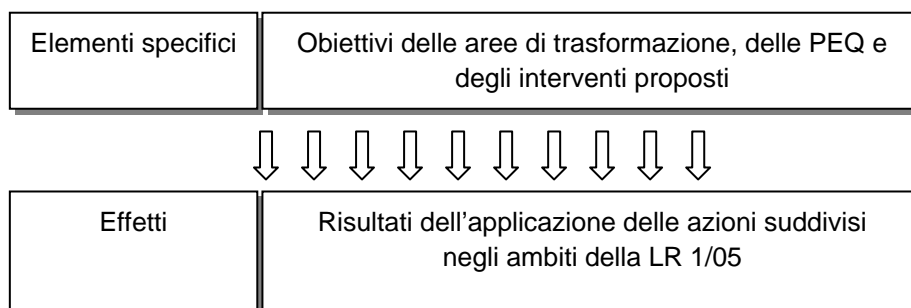 Elementi specifici
Obiettivi delle aree di trasformazione, delle PEQ e
degli interventi proposti
Effetti
Risultati dell'applicazione delle azioni suddivisi
negli ambiti della LR 1/05